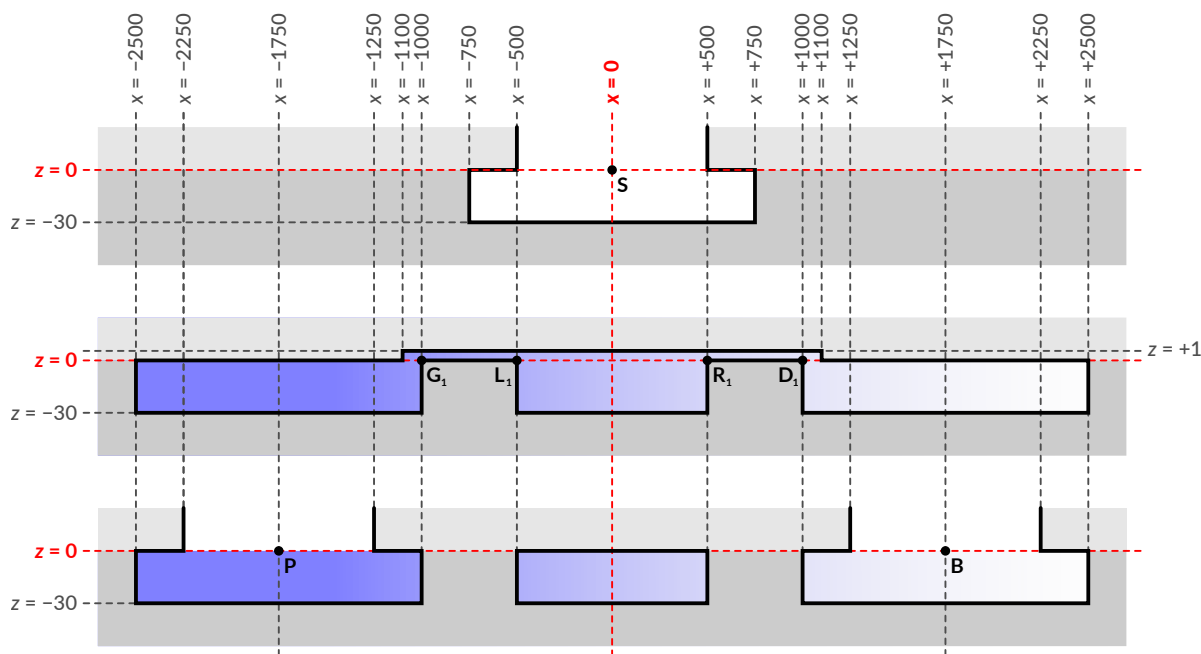 x = −2500
x = −2250
x = −1750
x = −1250
x = −1100
x = −1000
x = −750
x = −500
x = 0
x = +500
x = +750
x = +1000
x = +1100
x = +1250
x = +1750
x = +2250
x = +2500
z = 0
S
z = −30
z = +1
z = 0
G₁ L₁ R₁ D₁
z = −30
z = 0
P B
z = −30